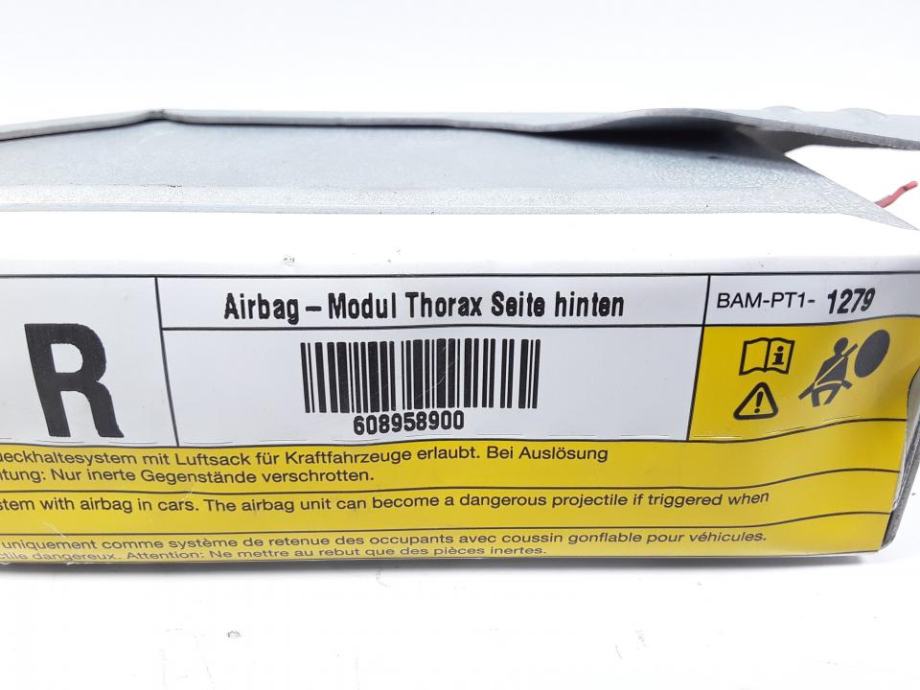 R
Airbag – Modul Thorax Seite hinten
608958900
BAM-PT1- 1279
deckhaltesystem mit Luftsack für Kraftfahrzeuge erlaubt. Bei Auslösung
tung: Nur inerte Gegenstände verschrotten.
stem with airbag in cars. The airbag unit can become a dangerous projectile if triggered when
uniquement comme système de retenue des occupants avec coussin gonflable pour véhicules.
ctile dangereux. Attention: Ne mettre au rebut que des pièces inertes.